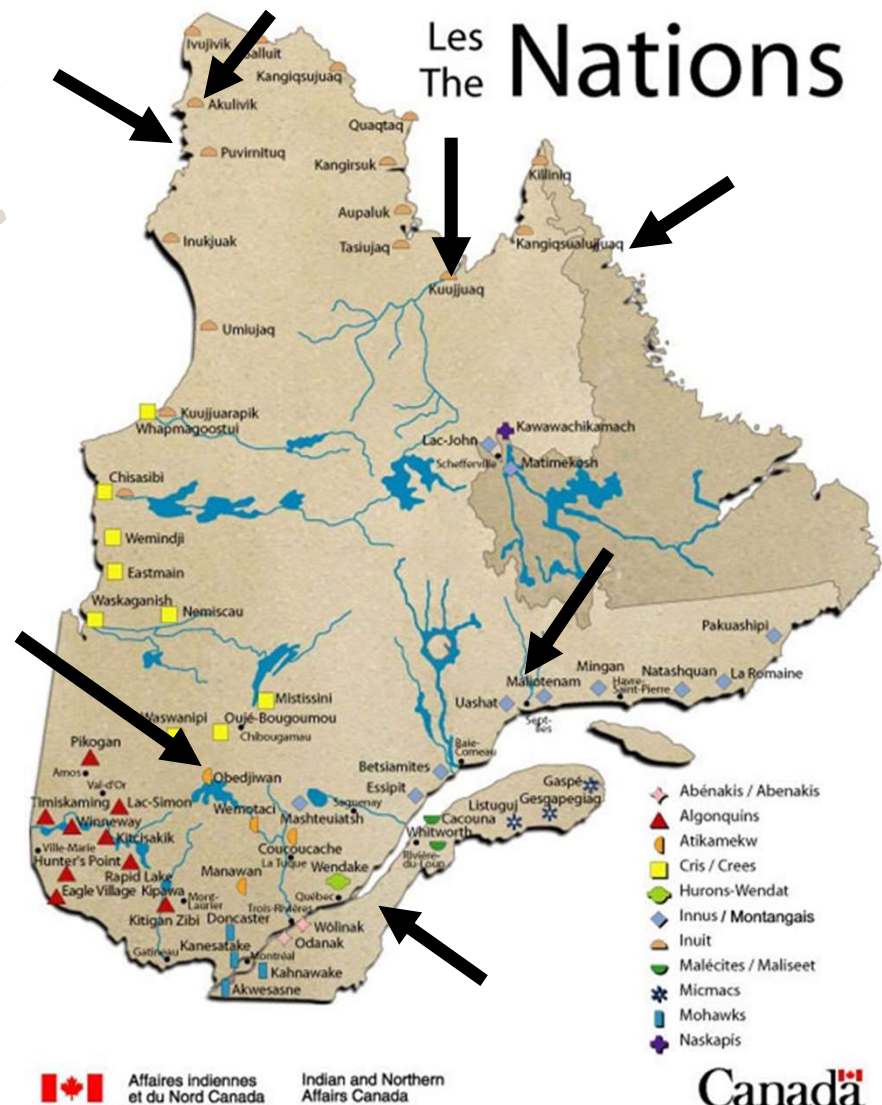 Les
The
Nations
Ivujivik
Salluit
Kangiqsujuaq
Akulivik
Quaqtaq
Puvirnituq
Kangirsuk
Killiniq
Aupaluk
Inukjuak
Tasiujaq
Kangiqsualujjuaq
Kuujjuaq
Umiujaq
Kuujjuarapik
Whapmagoostui
Kawawachikamach
Lac-John
Schefferville
Matimekosh
Chisasibi
Wemindji
Eastmain
Waskaganish
Nemiscau
Pakuashipi
Mingan
Natashquan
La Romaine
Maliotenam
Havre-
Saint-Pierre
Uashat
Sept-
Îles
Mistissini
Waswanipi
Oujé-Bougoumou
Chibougamau
Pikogan
Baie-
Comeau
Amos
Obedjiwan
Betsiamites
Val-d'Or
Essipit
Gaspé
Timiskaming
Lac-Simon
Wemotaci
Saguenay
Mashteuiatsh
Listuguj
Gesgapegiag
Winneway
Cacouna
Kitcisakik
Whitworth
Ville-Marie
Coucoucache
Rivière-
du-Loup
Hunter's Point
La Tuque
Rapid Lake
Manawan
Wendake
Eagle Village
Kipawa
Mont-
Laurier
Québec
Kitigan Zibi
Doncaster
Trois-Rivières
Wôlinak
Kanesatake
Odanak
Gatineau
Montréal
Kahnawake
Akwesasne
Abénakis / Abenakis
Algonquins
Atikamekw
Cris / Crees
Hurons-Wendat
Innus / Montangais
Inuit
Malécites / Maliseet
Micmacs
Mohawks
Naskapis
Affaires indiennes
et du Nord Canada
Indian and Northern
Affairs Canada
Canada